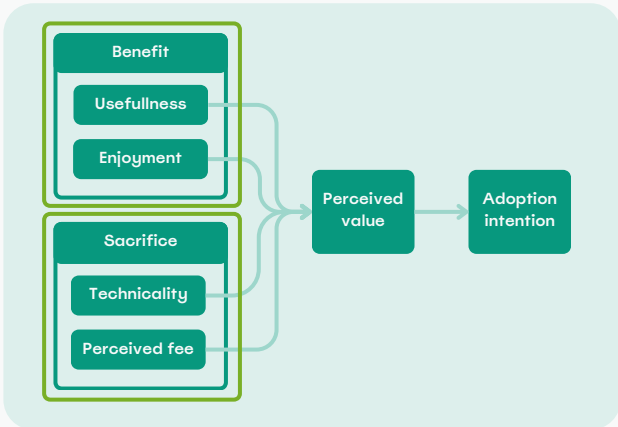 Benefit
Usefullness
Enjoyment
Sacrifice
Technicality
Perceived fee
Perceived
value
Adoption
intention